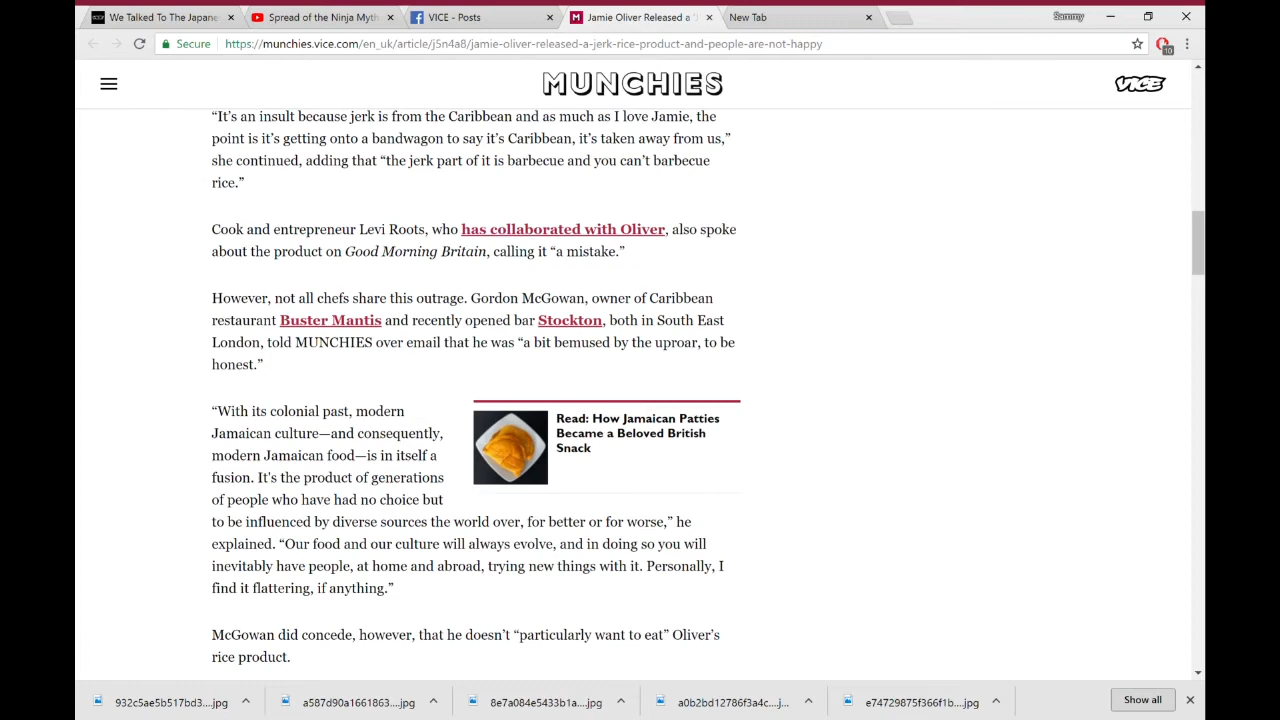 We Talked To The Japane
Spread of the Ninja Myth
VICE - Posts
Jamie Oliver Released a
New Tab
Sammy
Secure
https://munchies.vice.com/en_uk/article/j5n4a8/jamie-oliver-released-a-jerk-rice-product-and-people-are-not-happy
10
MUNCHIES
VICE
“It’s an insult because jerk is from the Caribbean and as much as I love Jamie, the
point is it’s getting onto a bandwagon to say it’s Caribbean, it’s taken away from us,”
she continued, adding that “the jerk part of it is barbecue and you can’t barbecue
rice.”
Cook and entrepreneur Levi Roots, who has collaborated with Oliver, also spoke
about the product on Good Morning Britain, calling it “a mistake.”
However, not all chefs share this outrage. Gordon McGowan, owner of Caribbean
restaurant Buster Mantis and recently opened bar Stockton, both in South East
London, told MUNCHIES over email that he was “a bit bemused by the uproar, to be
honest.”
“With its colonial past, modern
Jamaican culture—and consequently,
modern Jamaican food—is in itself a
fusion. It's the product of generations
of people who have had no choice but
to be influenced by diverse sources the world over, for better or for worse,” he
explained. “Our food and our culture will always evolve, and in doing so you will
inevitably have people, at home and abroad, trying new things with it. Personally, I
find it flattering, if anything.”
Read: How Jamaican Patties
Became a Beloved British
Snack
McGowan did concede, however, that he doesn’t “particularly want to eat” Oliver’s
rice product.
932c5ae5b517bd3....jpg
a587d90a1661863....jpg
8e7a084e5433b1a....jpg
a0b2bd12786f3a4c....j...
e74729875f366f1b....jpg
Show all